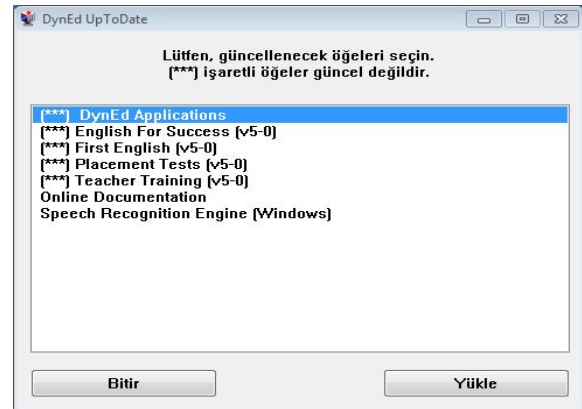 DynEd UpToDate
Lütfen, güncellenecek öğeleri seçin.
(***) işaretli öğeler güncel değildir.
(***) DynEd Applications
(***) English For Success (v5-0)
(***) First English (v5-0)
(***) Placement Tests (v5-0)
(***) Teacher Training (v5-0)
Online Documentation
Speech Recognition Engine (Windows)
Bitir
Yükle